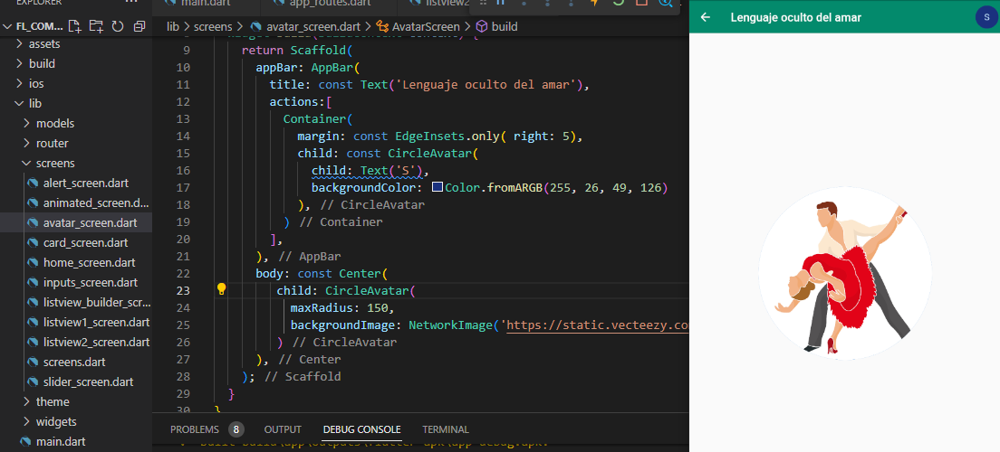 EXPLORER
FL_COM...
assets
build
ios
lib
models
router
screens
alert_screen.dart
animated_screen.d...
avatar_screen.dart
card_screen.dart
home_screen.dart
inputs_screen.dart
listview_builder_scr...
listview1_screen.dart
listview2_screen.dart
screens.dart
slider_screen.dart
theme
widgets
main.dart
main.dart app_routes.dart listview2
lib > screens > avatar_screen.dart > AvatarScreen > build
9 return Scaffold(
10 appBar: AppBar(
11 title: const Text('Lenguaje oculto del amar'),
12 actions:[
13 Container(
14 margin: const EdgeInsets.only( right: 5),
15 child: const CircleAvatar(
16 child: Text('S'),
17 backgroundColor: Color.fromARGB(255, 26, 49, 126)
18 ), // CircleAvatar
19 ) // Container
20 ],
21 ), // AppBar
22 body: const Center(
23 child: CircleAvatar(
24 maxRadius: 150,
25 backgroundImage: NetworkImage('https://static.vecteezy.co
26 ) // CircleAvatar
27 ), // Center
28 ); // Scaffold
29 }
30 }
PROBLEMS 8 OUTPUT DEBUG CONSOLE TERMINAL
Lenguaje oculto del amar S